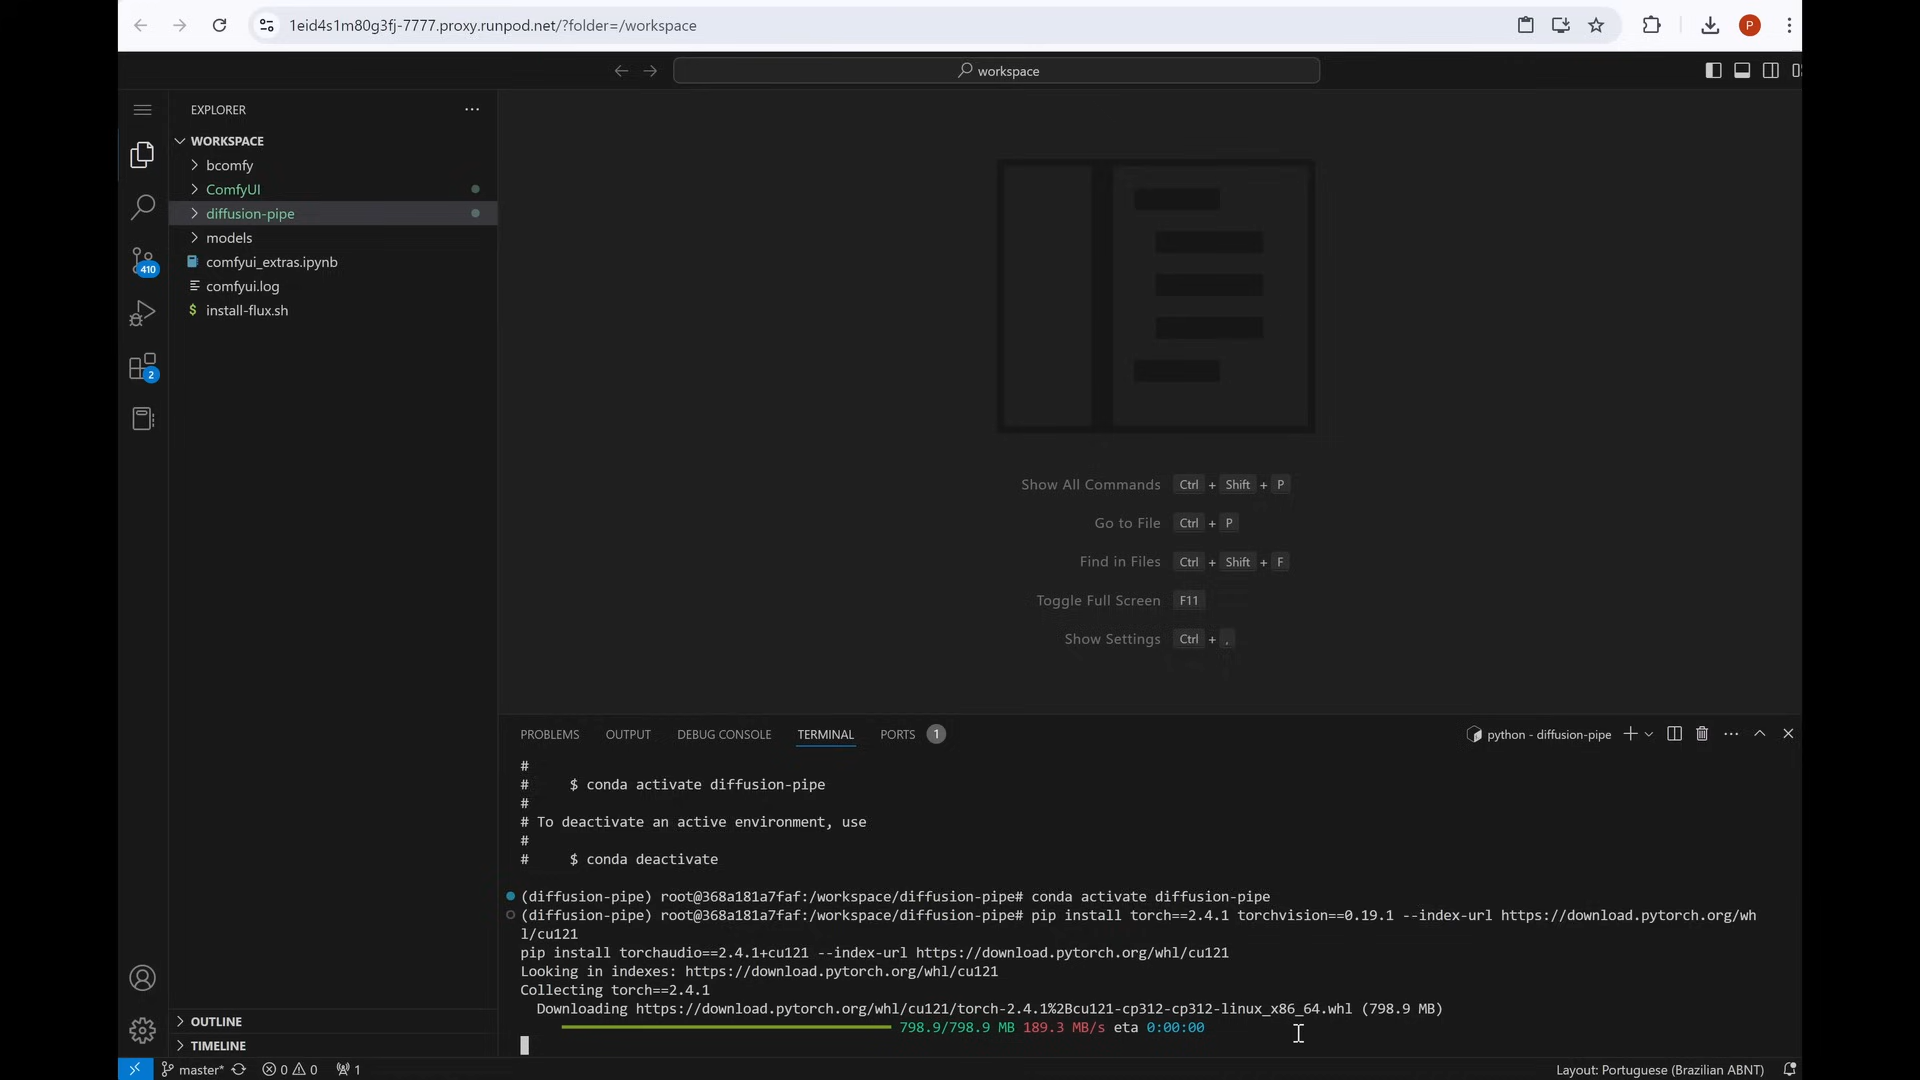 1eid4s1m80g3fj-7777.proxy.runpod.net/?folder=/workspace
P
workspace
EXPLORER
WORKSPACE
bcomfy
ComfyUI
diffusion-pipe
models
comfyui_extras.ipynb
comfyui.log
$ install-flux.sh
410
2
Show All Commands Ctrl + Shift + P
Go to File Ctrl + P
Find in Files Ctrl + Shift + F
Toggle Full Screen F11
Show Settings Ctrl + ,
PROBLEMS OUTPUT DEBUG CONSOLE TERMINAL PORTS 1
python - diffusion-pipe
#
# $ conda activate diffusion-pipe
#
# To deactivate an active environment, use
#
# $ conda deactivate
(diffusion-pipe) root@368a181a7faf:/workspace/diffusion-pipe# conda activate diffusion-pipe
(diffusion-pipe) root@368a181a7faf:/workspace/diffusion-pipe# pip install torch==2.4.1 torchvision==0.19.1 --index-url https://download.pytorch.org/wh
l/cu121
pip install torchaudio==2.4.1+cu121 --index-url https://download.pytorch.org/whl/cu121
Looking in indexes: https://download.pytorch.org/whl/cu121
Collecting torch==2.4.1
Downloading https://download.pytorch.org/whl/cu121/torch-2.4.1%2Bcu121-cp312-cp312-linux_x86_64.whl (798.9 MB)
798.9/798.9 MB 189.3 MB/s eta 0:00:00
OUTLINE
TIMELINE
master* 0 0 1
Layout: Portuguese (Brazilian ABNT)